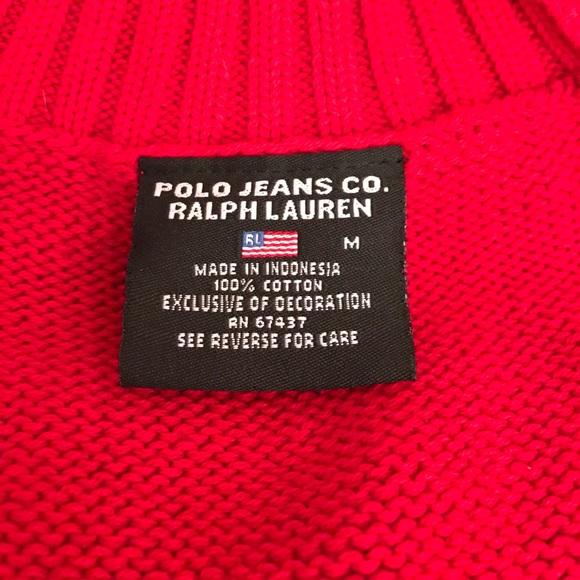 POLO JEANS CO.
RALPH LAUREN
RL M
MADE IN INDONESIA
100% COTTON
EXCLUSIVE OF DECORATION
RN 67437
SEE REVERSE FOR CARE